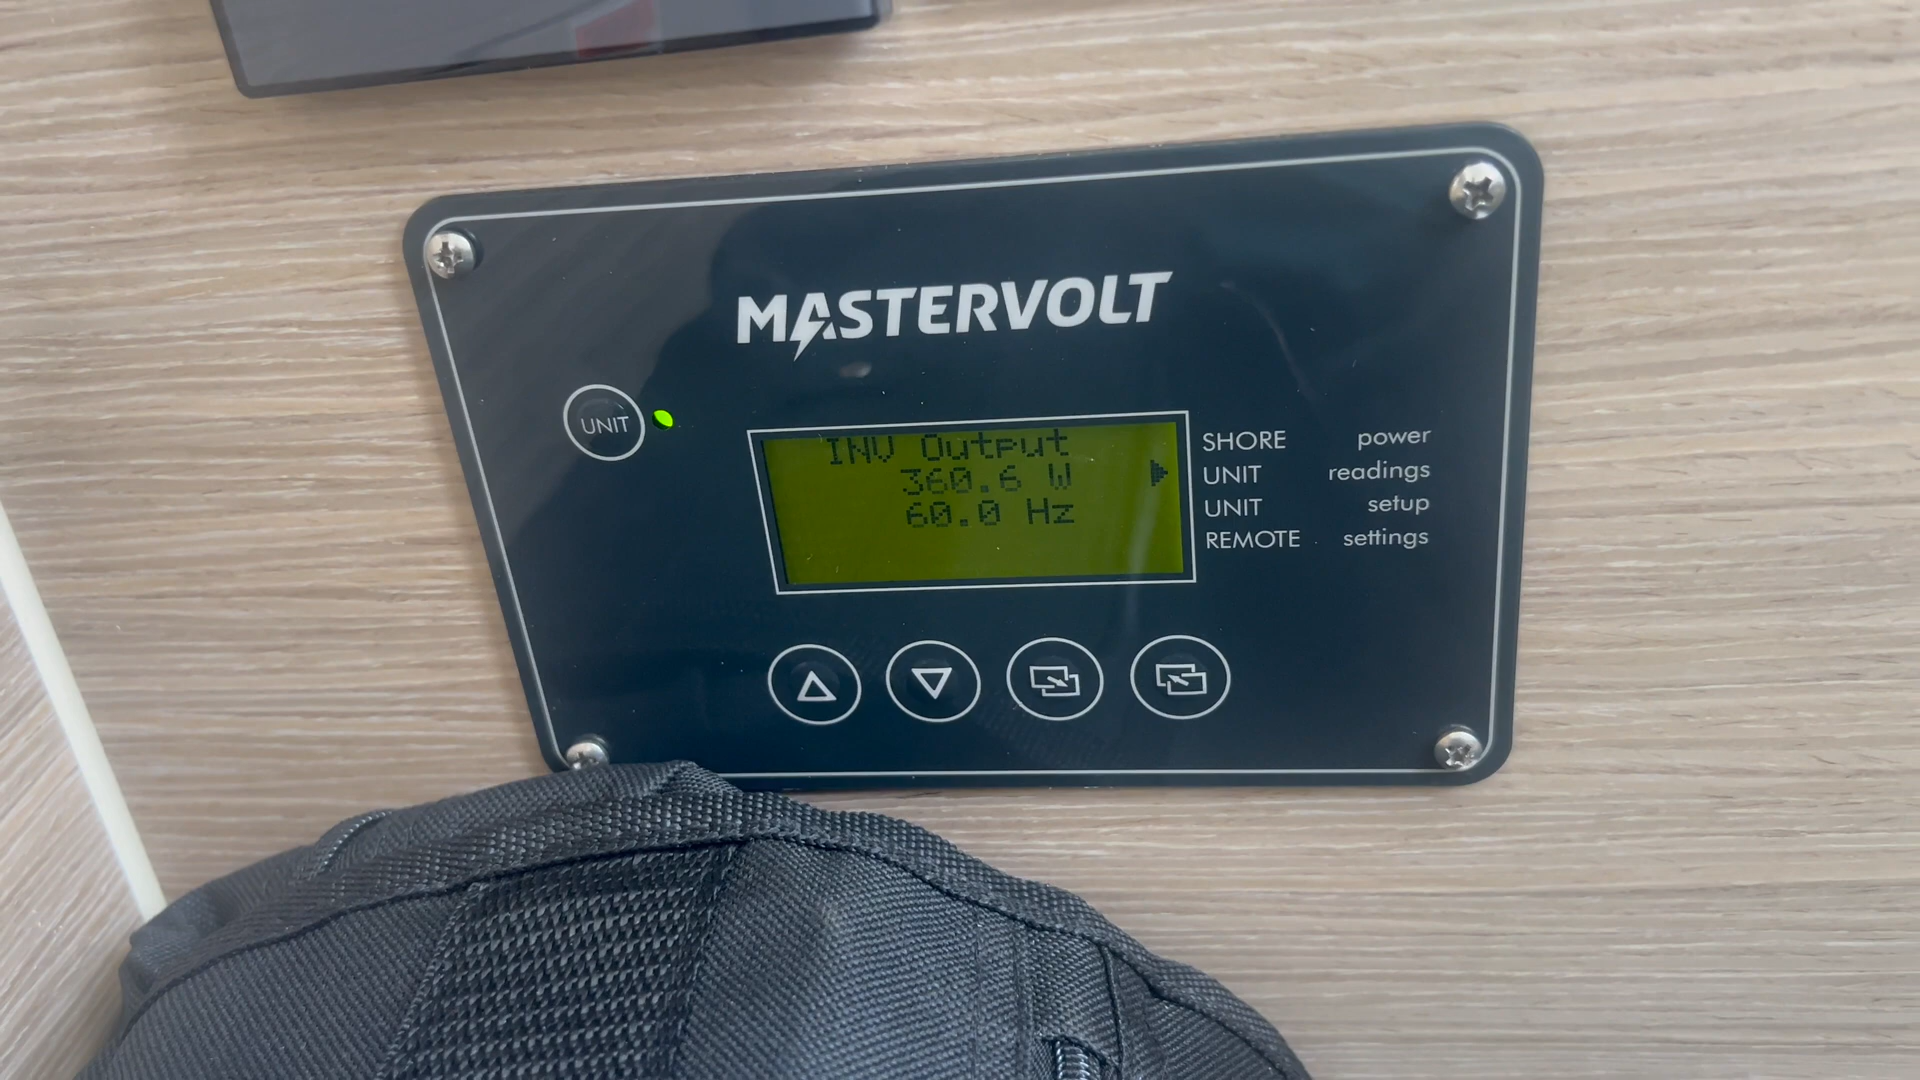 MASTERVOLT
UNIT
INV Output
360.6 W
60.0 Hz
SHORE power
UNIT readings
UNIT setup
REMOTE settings